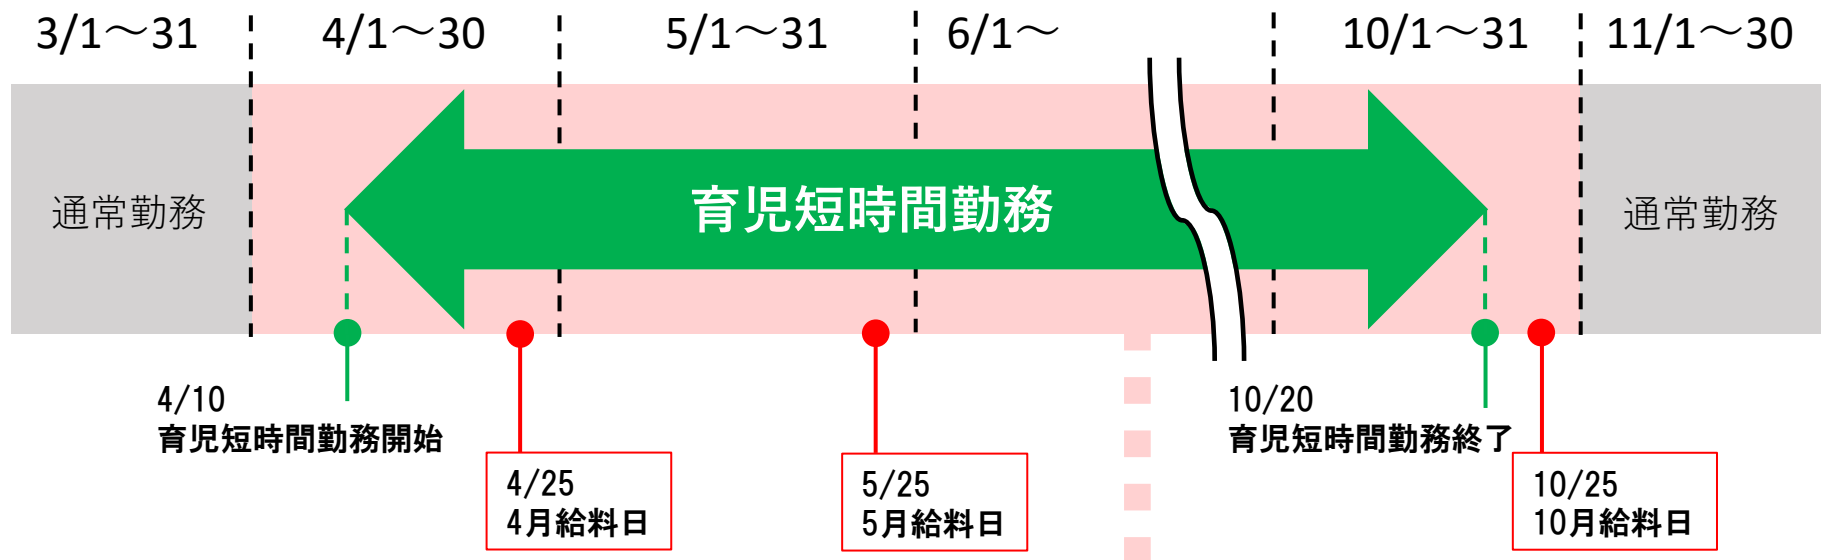 3/1～31
4/1～30
5/1～31
6/1～
10/1～31
11/1～30
通常勤務
育児短時間勤務
通常勤務
4/10
育児短時間勤務開始
10/20
育児短時間勤務終了
4/25
4月給料日
5/25
5月給料日
10/25
10月給料日